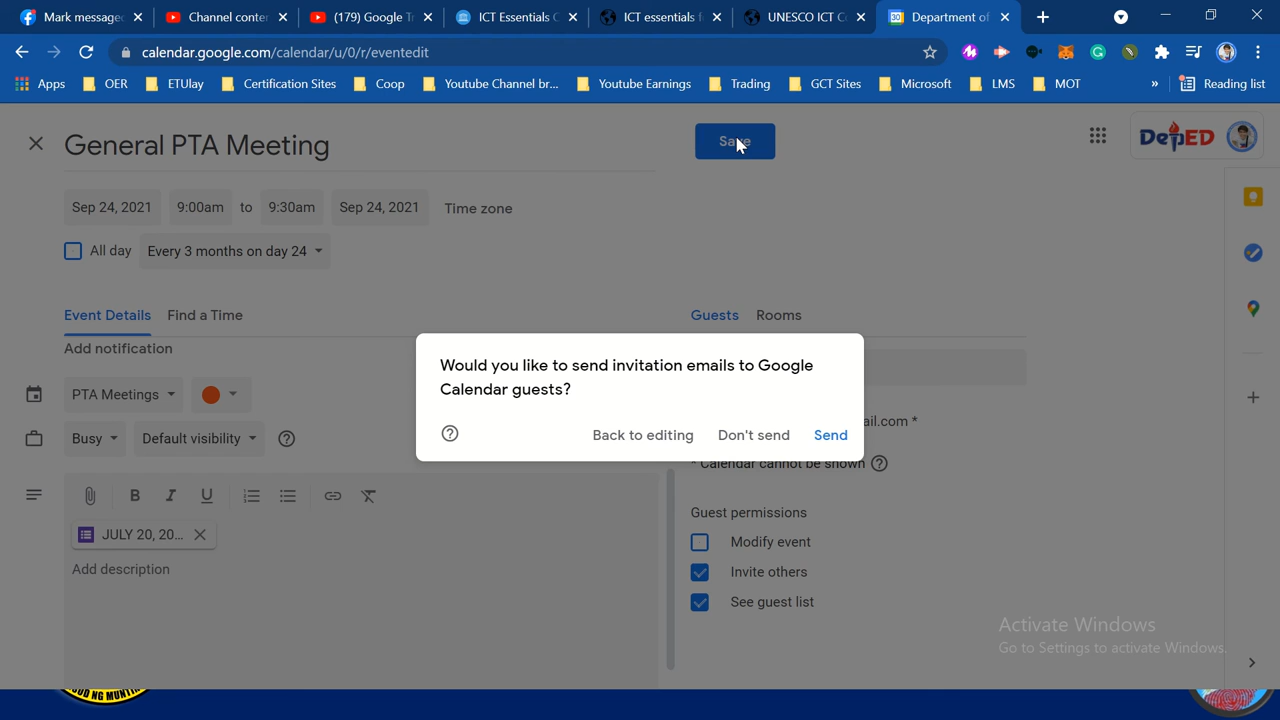 Mark message
Channel conten
(179) Google Tr
ICT Essentials C
ICT essentials f
UNESCO ICT Co
Department of
calendar.google.com/calendar/u/0/r/eventedit
Apps OER ETUlay Certification Sites Coop Youtube Channel br... Youtube Earnings Trading GCT Sites Microsoft LMS MOT » Reading list
General PTA Meeting
Save
DepED
Sep 24, 2021 9:00am to 9:30am Sep 24, 2021 Time zone
All day Every 3 months on day 24
Event Details Find a Time
Guests Rooms
Add notification
Would you like to send invitation emails to Google
Calendar guests?
Back to editing Don't send Send
PTA Meetings
ail.com *
Busy Default visibility
* Calendar cannot be shown
B I U
JULY 20, 20...
Add description
Guest permissions
Modify event
Invite others
See guest list
Activate Windows
Go to Settings to activate Windows.
OD NG MUNTI